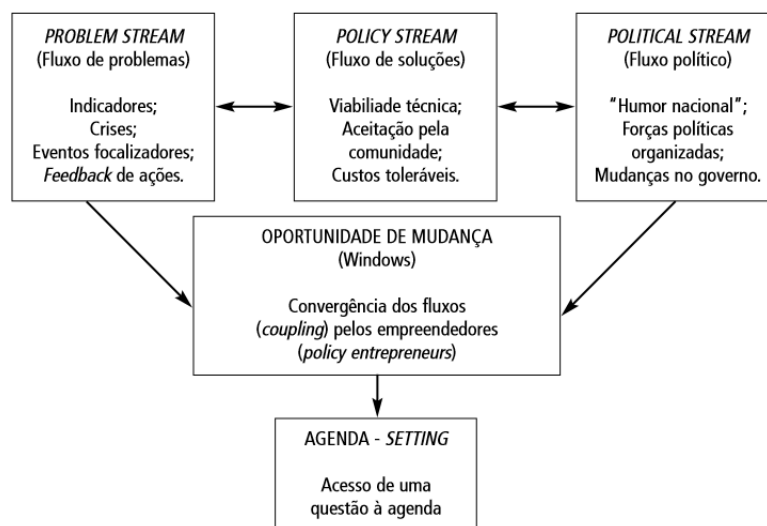 PROBLEM STREAM
(Fluxo de problemas)
Indicadores;
Crises;
Eventos focalizadores;
Feedback de ações.
POLICY STREAM
(Fluxo de soluções)
Viabiliade técnica;
Aceitação pela
comunidade;
Custos toleráveis.
POLITICAL STREAM
(Fluxo político)
"Humor nacional";
Forças políticas
organizadas;
Mudanças no governo.
OPORTUNIDADE DE MUDANÇA
(Windows)
Convergência dos fluxos
(coupling) pelos empreendedores
(policy entrepreneurs)
AGENDA - SETTING
Acesso de uma
questão à agenda